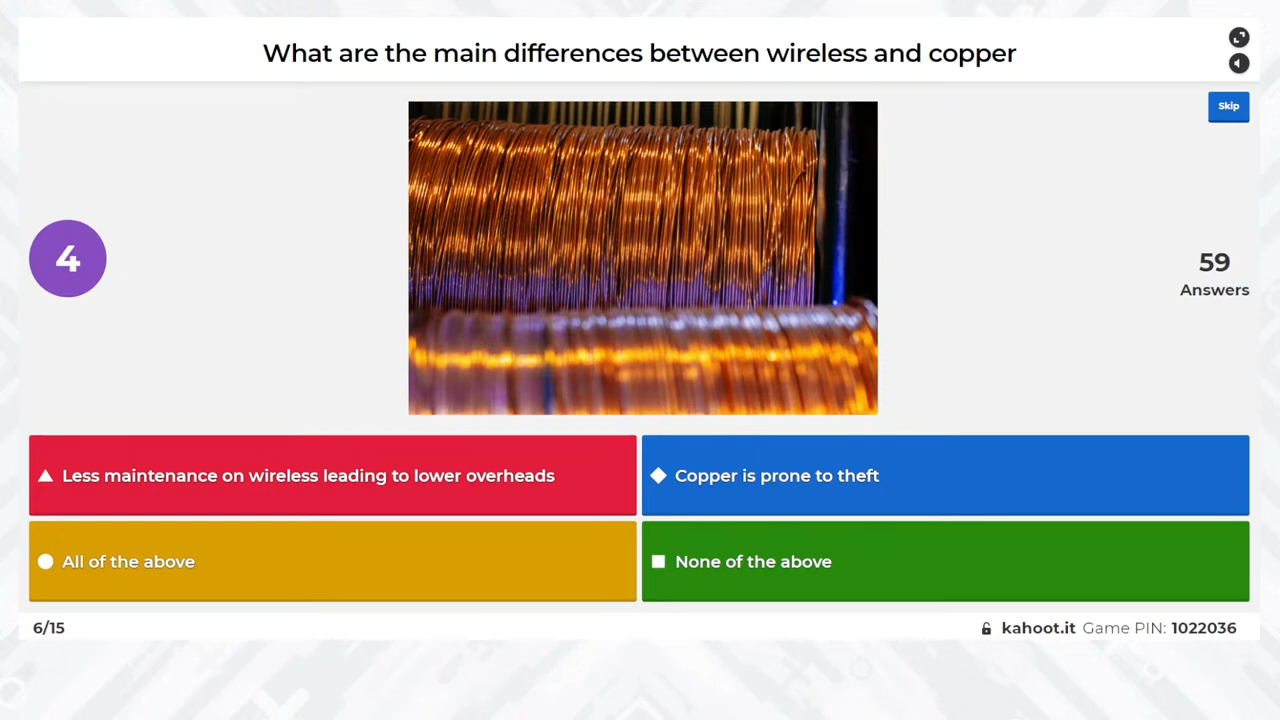 What are the main differences between wireless and copper
Skip
4
59
Answers
Less maintenance on wireless leading to lower overheads
Copper is prone to theft
All of the above
None of the above
6/15
kahoot.it Game PIN: 1022036